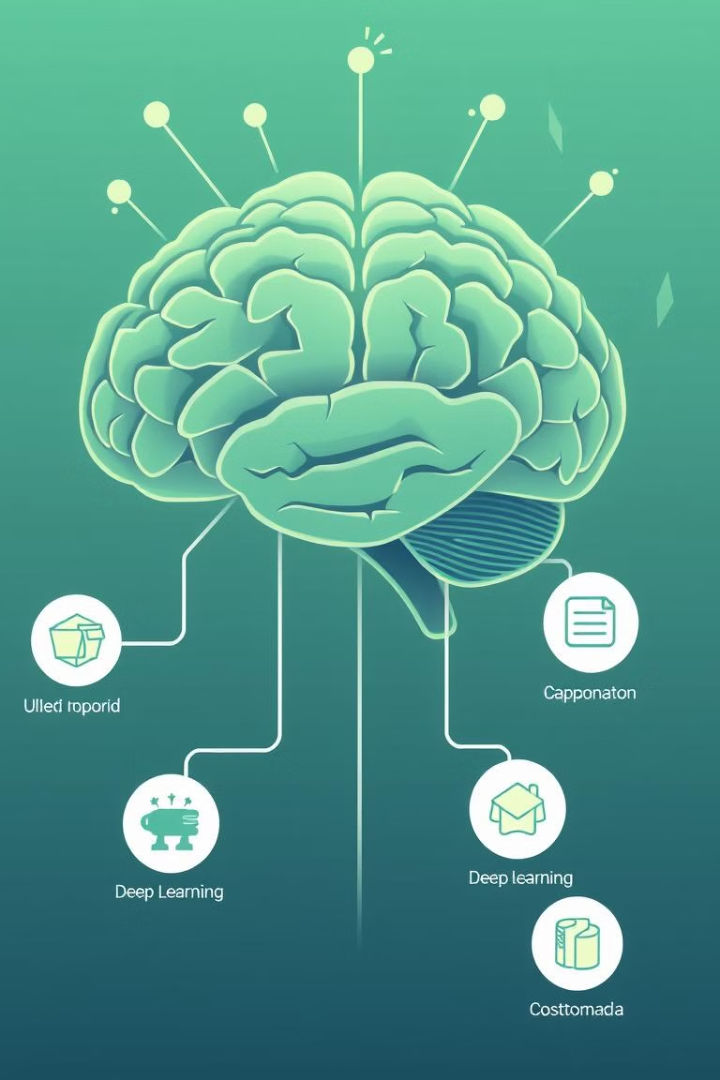 Ulled roporid
Capponaton
Deep Learning
Deep learning
Costtomada